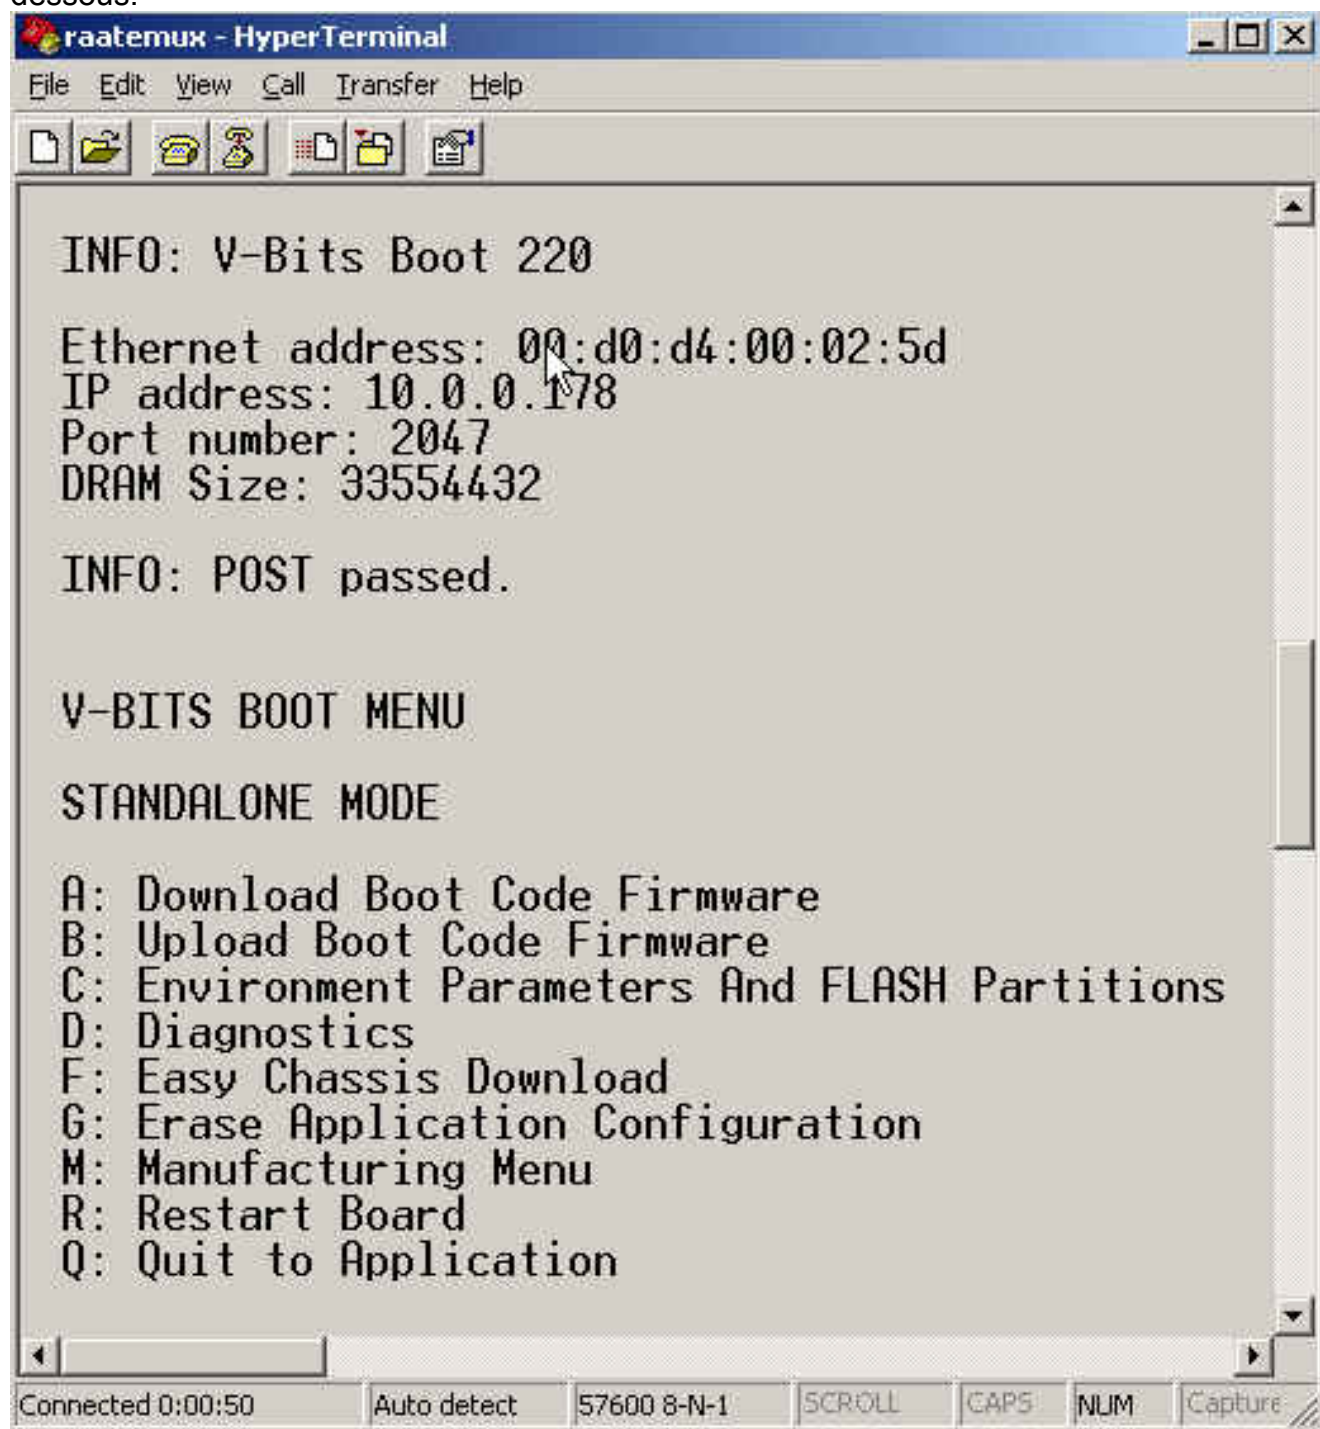 dessous.
raatemux - HyperTerminal
File Edit View Call Transfer Help
INFO: V-Bits Boot 220
Ethernet address: 00:d0:d4:00:02:5d
IP address: 10.0.0.178
Port number: 2047
DRAM Size: 33554432
INFO: POST passed.
V-BITS BOOT MENU
STANDALONE MODE
A: Download Boot Code Firmware
B: Upload Boot Code Firmware
C: Environment Parameters And FLASH Partitions
D: Diagnostics
F: Easy Chassis Download
G: Erase Application Configuration
M: Manufacturing Menu
R: Restart Board
Q: Quit to Application
Connected 0:00:50 Auto detect 57600 8-N-1 SCROLL CAPS NUM Capture